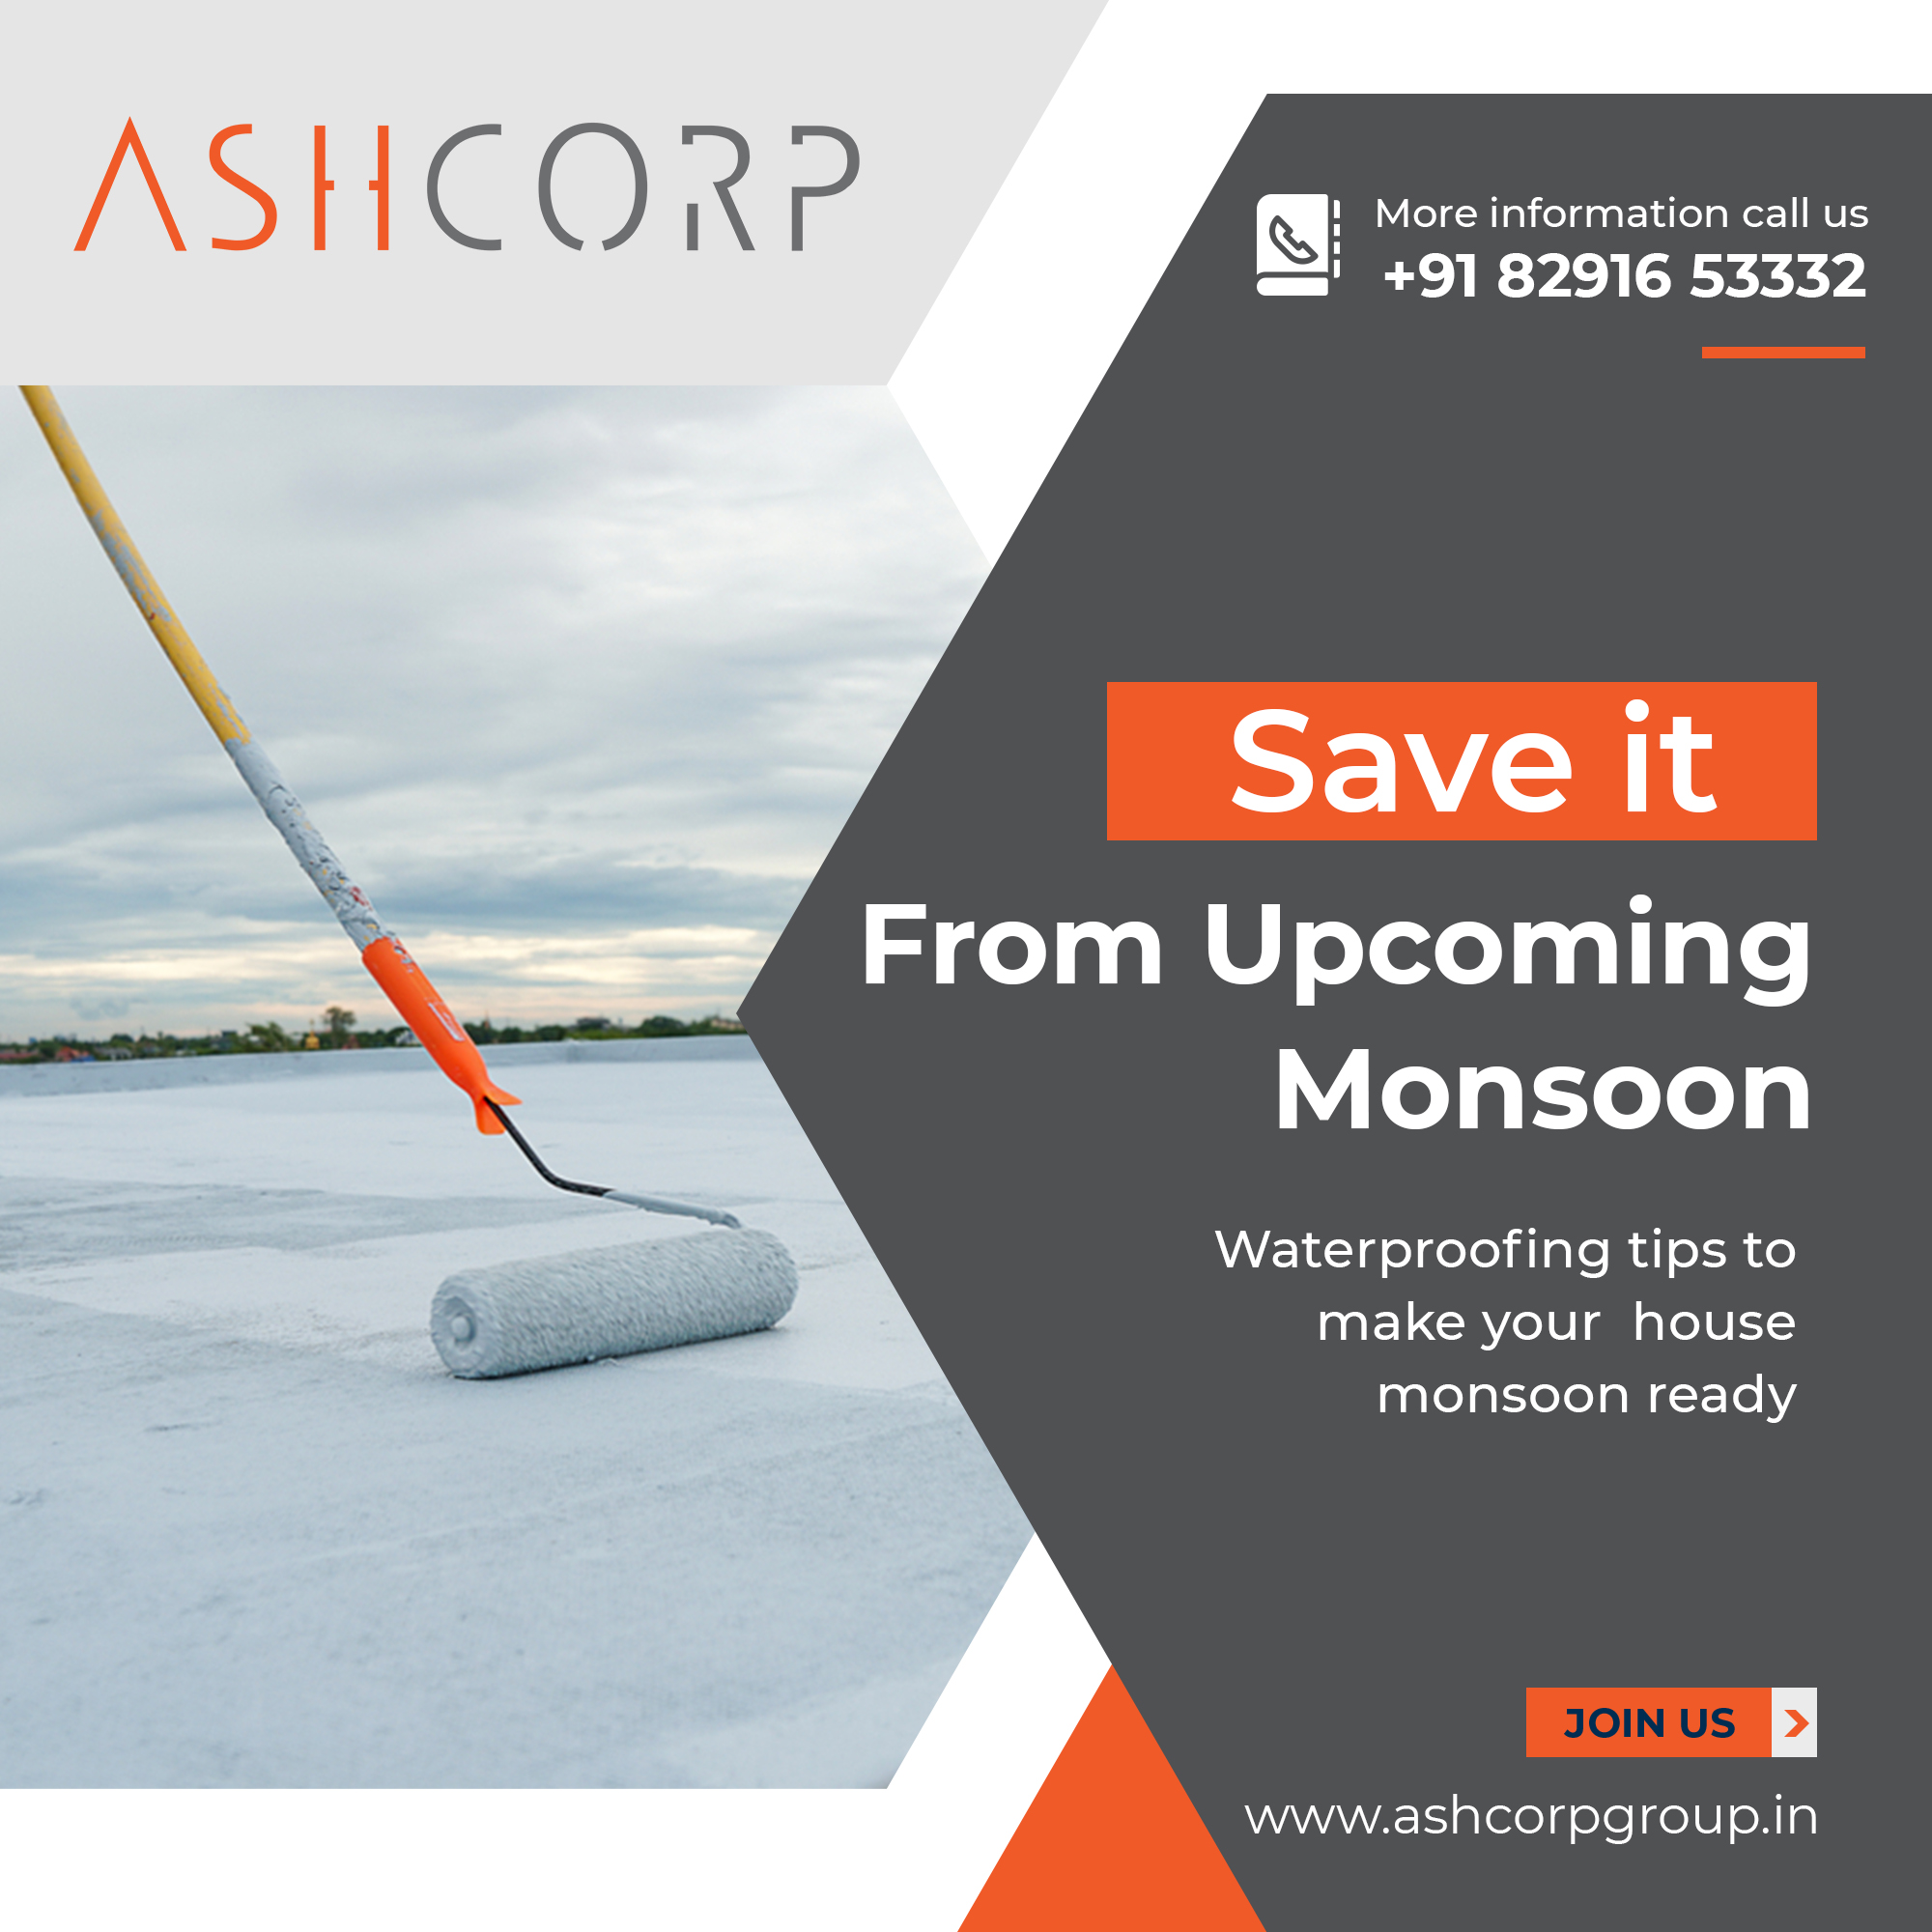 ASHCORP
More information call us
+91 82916 53332
Save it
From Upcoming
Monsoon
Waterproofing tips to
make your house
monsoon ready
JOIN US
www.ashcorpgroup.in